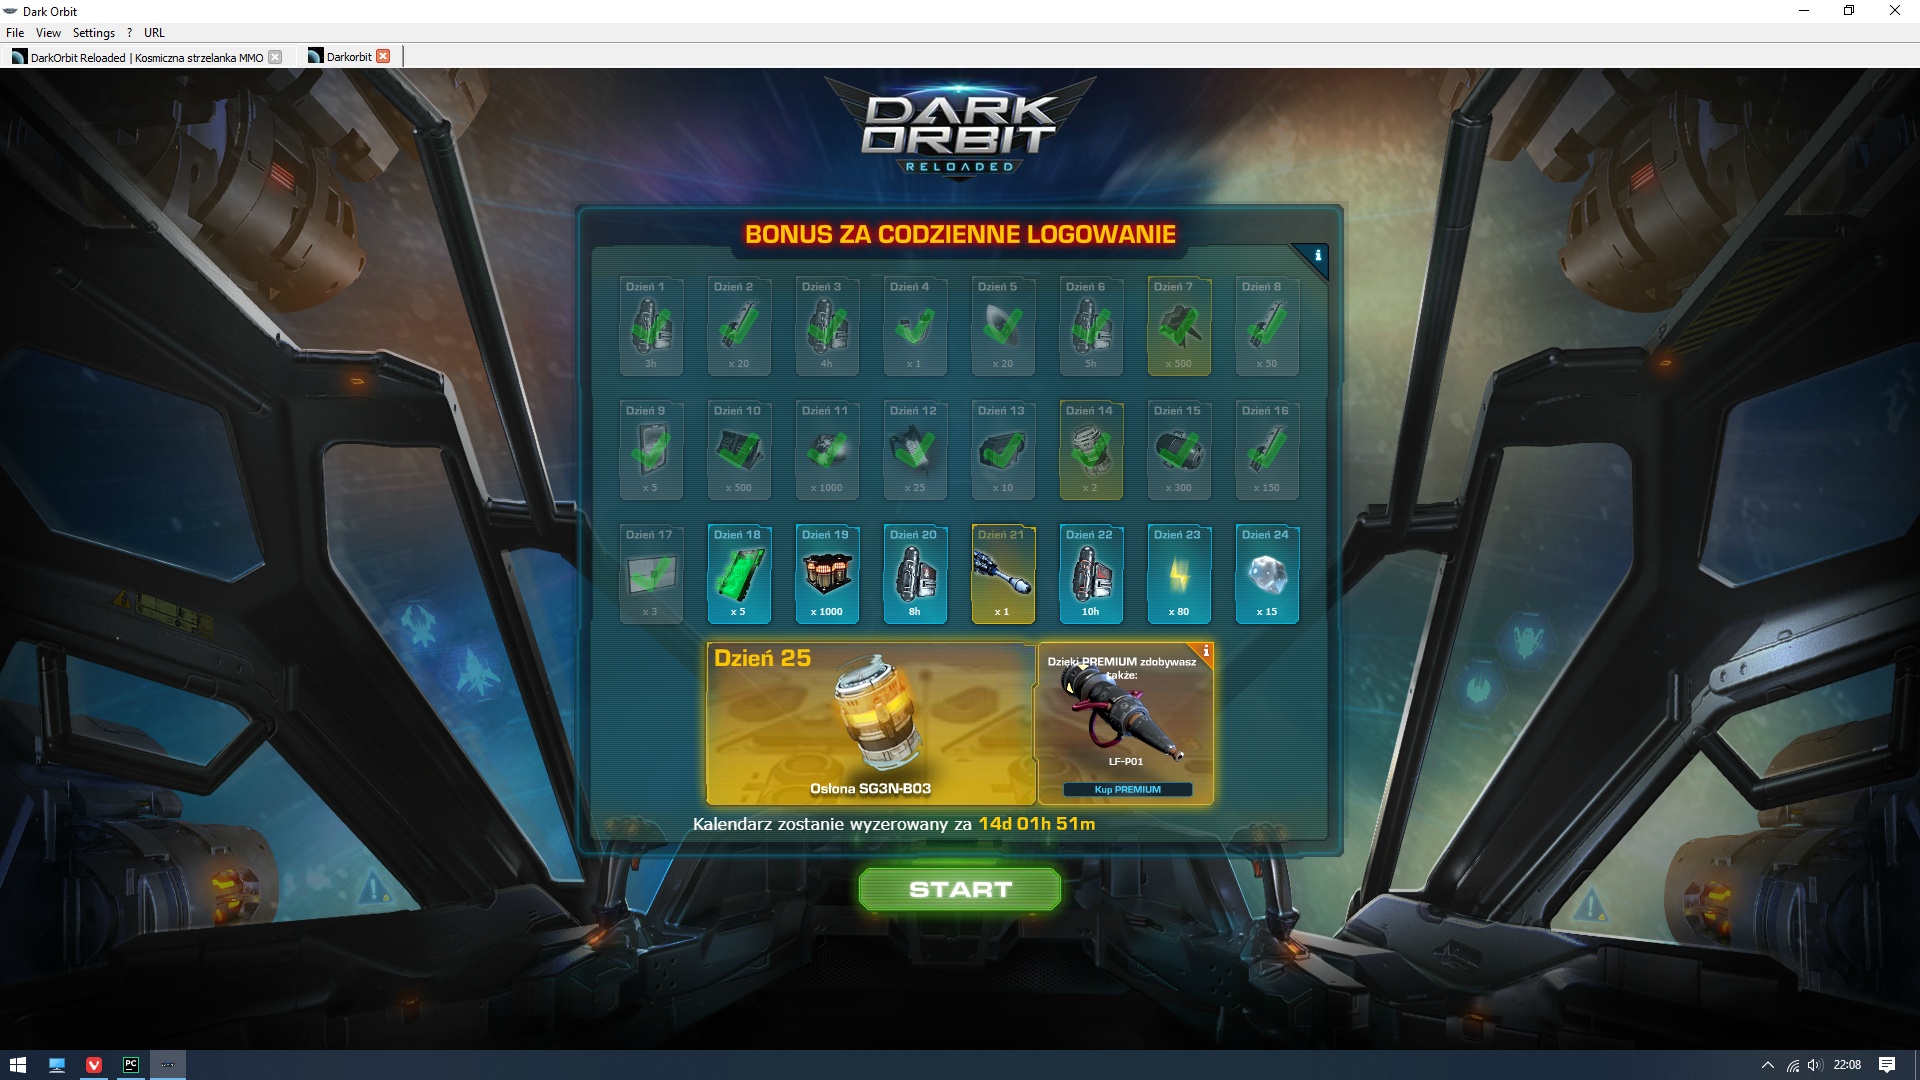 Dark Orbit
File View Settings ? URL
DarkOrbit Reloaded | Kosmiczna strzelanka MMO Darkorbit
DARK
ORBIT
RELOADED
BONUS ZA CODZIENNE LOGOWANIE
i
Dzień 1 Dzień 2 Dzień 3 Dzień 4 Dzień 5 Dzień 6 Dzień 7 Dzień 8
3h x 20 4h x 1 x 20 5h x 500 x 50
Dzień 9 Dzień 10 Dzień 11 Dzień 12 Dzień 13 Dzień 14 Dzień 15 Dzień 16
x 5 x 500 x 1000 x 25 x 10 x 2 x 300 x 150
Dzień 17 Dzień 18 Dzień 19 Dzień 20 Dzień 21 Dzień 22 Dzień 23 Dzień 24
x 3 x 5 x 1000 8h x 1 10h x 80 x 15
Dzień 25
Osłona SG3N-B03
i
Dzięki PREMIUM zdobywasz
także:
LF-P01
Kup PREMIUM
Kalendarz zostanie wyzerowany za 14d 01h 51m
START
PC
22:08